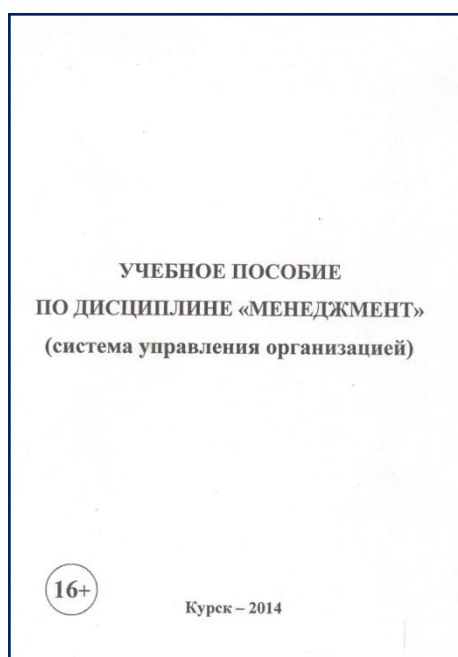 УЧЕБНОЕ ПОСОБИЕ
ПО ДИСЦИПЛИНЕ «МЕНЕДЖМЕНТ»
(система управления организацией)
16+
Курск – 2014